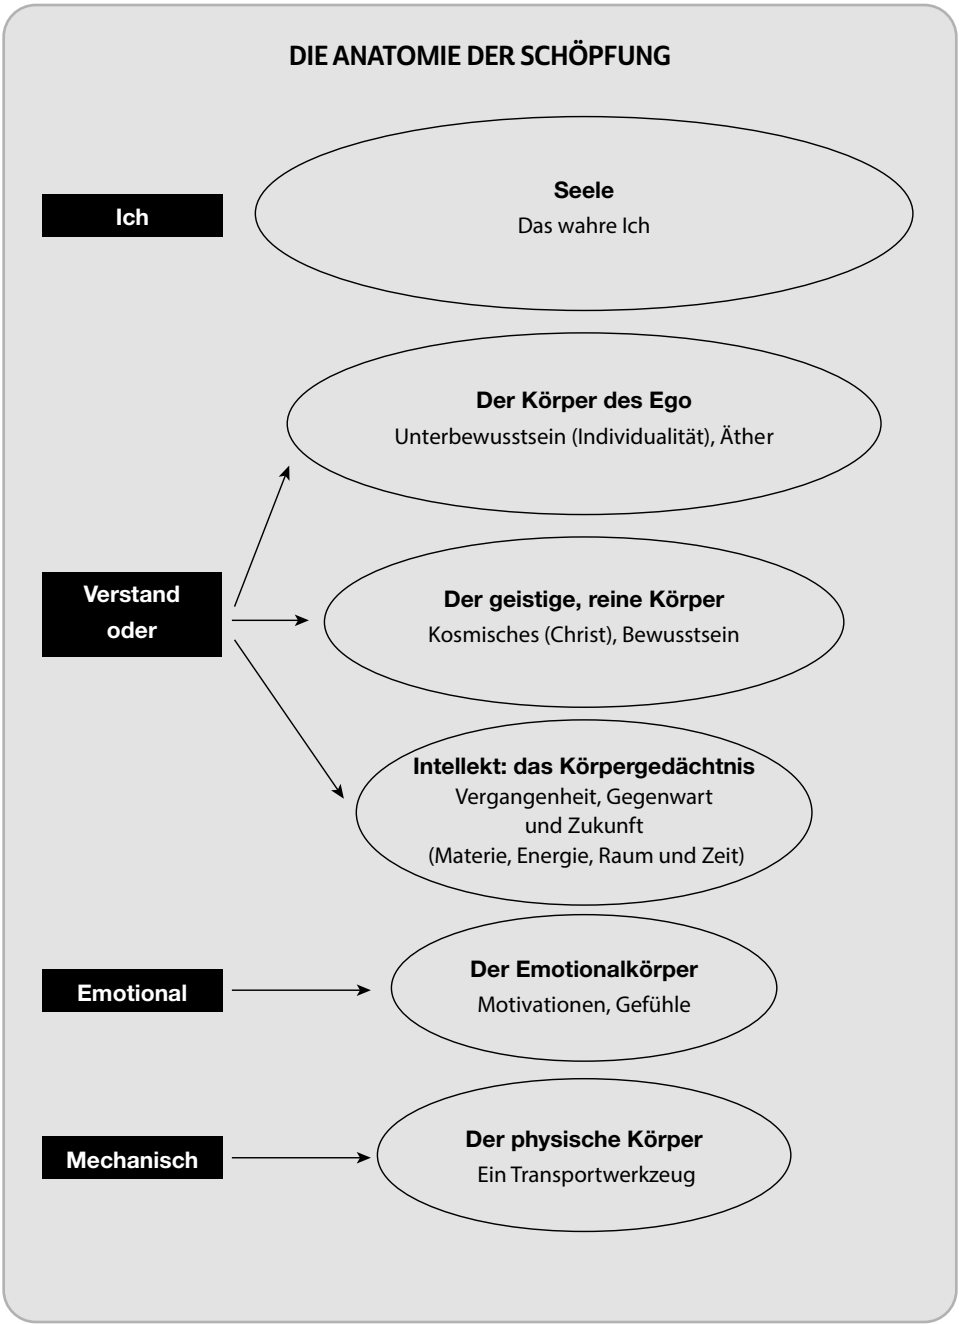 DIE ANATOMIE DER SCHÖPFUNG
Ich
Seele
Das wahre Ich
Der Körper des Ego
Unterbewusstsein (Individualität), Äther
Verstand
oder
Der geistige, reine Körper
Kosmisches (Christ), Bewusstsein
Intellekt: das Körpergedächtnis
Vergangenheit, Gegenwart
und Zukunft
(Materie, Energie, Raum und Zeit)
Emotional
Der Emotionalkörper
Motivationen, Gefühle
Mechanisch
Der physische Körper
Ein Transportwerkzeug